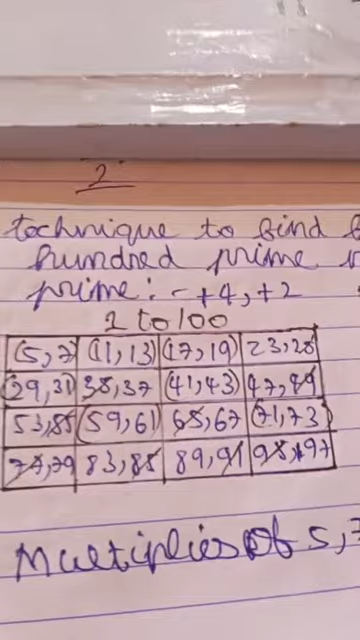 2
technique to find
hundred prime
prime: - +4, +2
1 to 100
(5, 7) (11, 13) (17, 19) 23, 25
(29, 31) 35, 37 (41, 43) 47, 49
53, 55 (59, 61) 65, 67 (71, 73)
77, 79 83, 85 89, 91 95, 97
Multiplies Of 5, 7